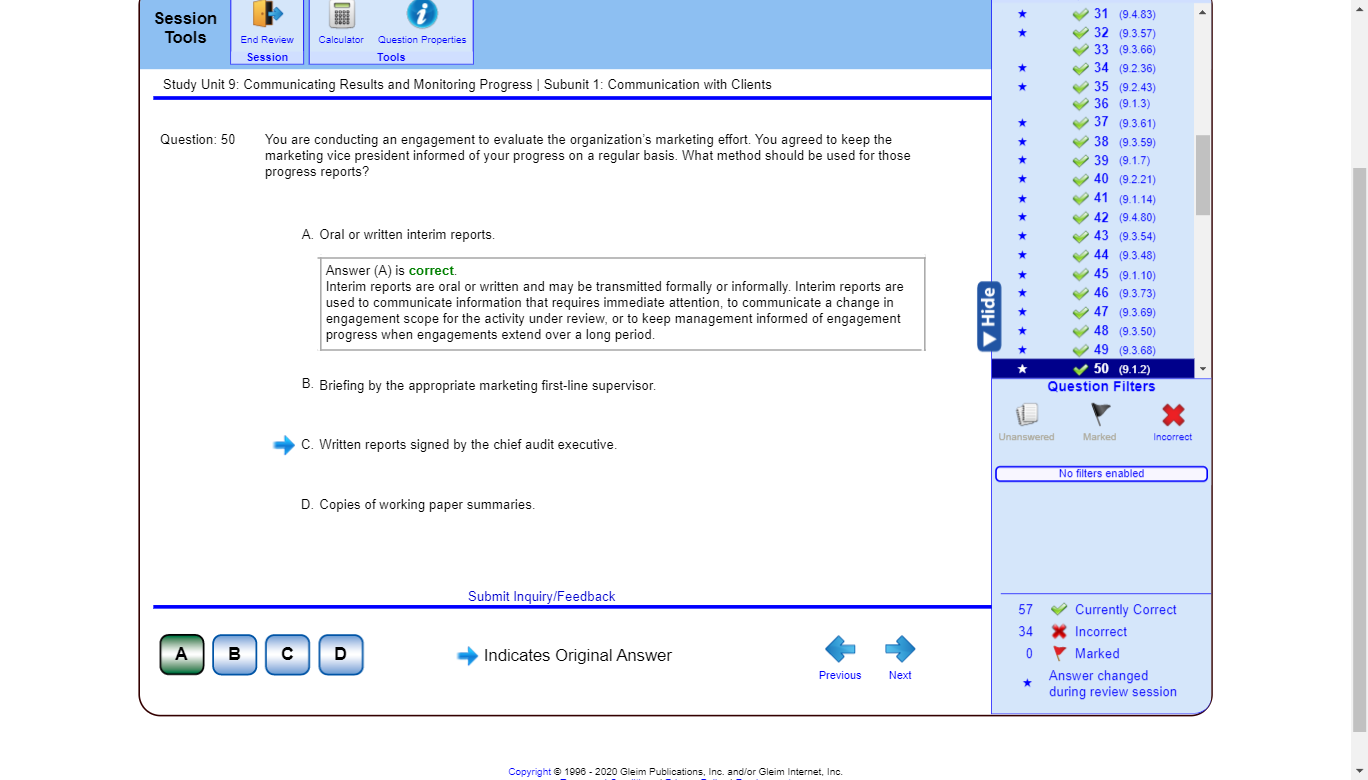 Session Tools
End Review
Session
Calculator
Question Properties
Tools
Study Unit 9: Communicating Results and Monitoring Progress | Subunit 1: Communication with Clients
Question: 50
You are conducting an engagement to evaluate the organization's marketing effort. You agreed to keep the
marketing vice president informed of your progress on a regular basis. What method should be used for those
progress reports?
A. Oral or written interim reports.
Answer (A) is correct.
Interim reports are oral or written and may be transmitted formally or informally. Interim reports are
used to communicate information that requires immediate attention, to communicate a change in
engagement scope for the activity under review, or to keep management informed of engagement
progress when engagements extend over a long period.
B. Briefing by the appropriate marketing first-line supervisor.
C. Written reports signed by the chief audit executive.
D. Copies of working paper summaries.
Submit Inquiry/Feedback
A B C D
Indicates Original Answer
Previous
Next
Hide
31 (9.4.83)
32 (9.3.57)
33 (9.3.66)
34 (9.2.36)
35 (9.2.43)
36 (9.1.3)
37 (9.3.61)
38 (9.3.59)
39 (9.1.7)
40 (9.2.21)
41 (9.1.14)
42 (9.4.80)
43 (9.3.54)
44 (9.3.48)
45 (9.1.10)
46 (9.3.73)
47 (9.3.69)
48 (9.3.50)
49 (9.3.68)
50 (9.1.2)
Question Filters
Unanswered
Marked
Incorrect
No filters enabled
57 Currently Correct
34 Incorrect
0 Marked
Answer changed
during review session
Copyright © 1996 - 2020 Gleim Publications, Inc. and/or Gleim Internet, Inc.